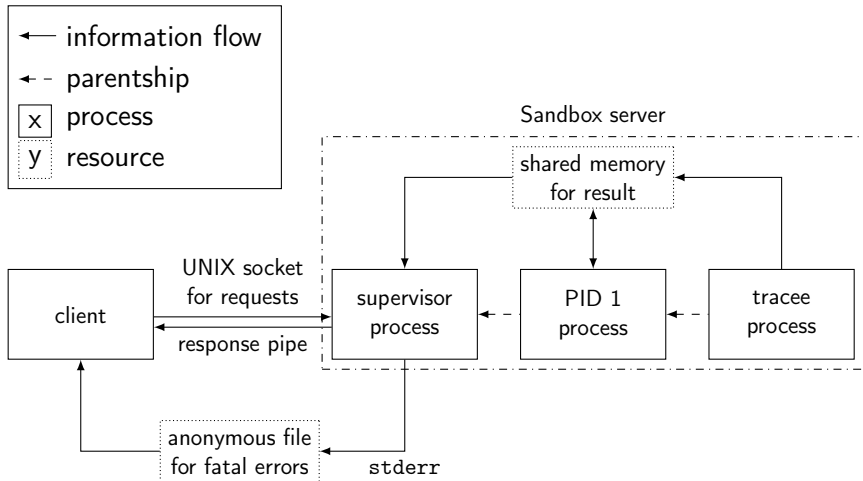 information flow
parentship
x process
y resource
Sandbox server
shared memory
for result
UNIX socket
for requests
client
supervisor
process
PID 1
process
tracee
process
response pipe
anonymous file
for fatal errors
stderr